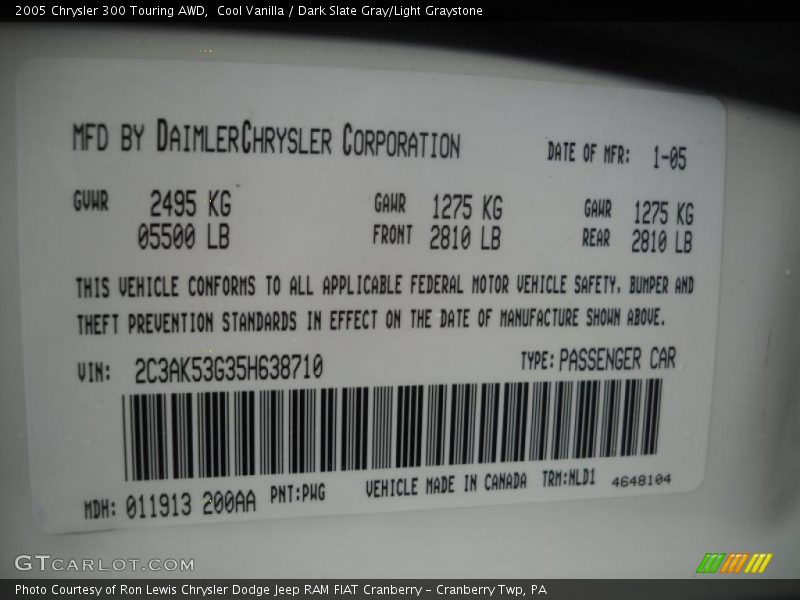 2005 Chrysler 300 Touring AWD,  Cool Vanilla / Dark Slate Gray/Light Graystone
MFD BY DAIMLERCHRYSLER CORPORATION
DATE OF MFR: 1-05
GVWR 2495 KG
05500 LB
GAWR 1275 KG
FRONT 2810 LB
GAWR 1275 KG
REAR 2810 LB
THIS VEHICLE CONFORMS TO ALL APPLICABLE FEDERAL MOTOR VEHICLE SAFETY, BUMPER AND
THEFT PREVENTION STANDARDS IN EFFECT ON THE DATE OF MANUFACTURE SHOWN ABOVE.
VIN: 2C3AK53G35H638710
TYPE: PASSENGER CAR
MDH: 011913 200AA PNT:PWG VEHICLE MADE IN CANADA TRM:NLD1 4648104
GTCARLOT.COM
Photo Courtesy of Ron Lewis Chrysler Dodge Jeep RAM FIAT Cranberry – Cranberry Twp, PA